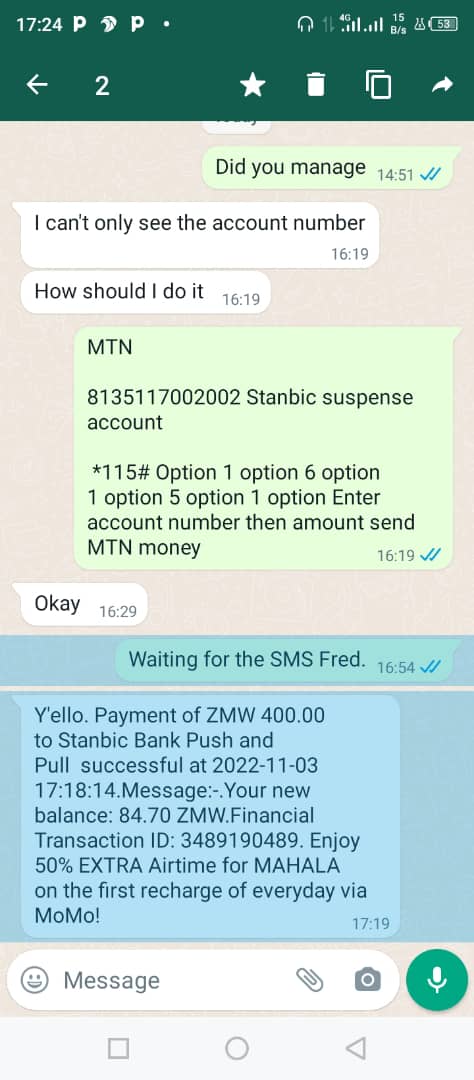 17:24 P P •
4G 15 B/s 53
2
Today
Did you manage 14:51
I can't only see the account number
16:19
How should I do it 16:19
MTN
8135117002002 Stanbic suspense
account
*115# Option 1 option 6 option
1 option 5 option 1 option Enter
account number then amount send
MTN money 16:19
Okay 16:29
Waiting for the SMS Fred. 16:54
Y'ello. Payment of ZMW 400.00
to Stanbic Bank Push and
Pull  successful at 2022-11-03
17:18:14.Message:-.Your new
balance: 84.70 ZMW.Financial
Transaction ID: 3489190489. Enjoy
50% EXTRA Airtime for MAHALA
on the first recharge of everyday via
MoMo! 17:19
Message